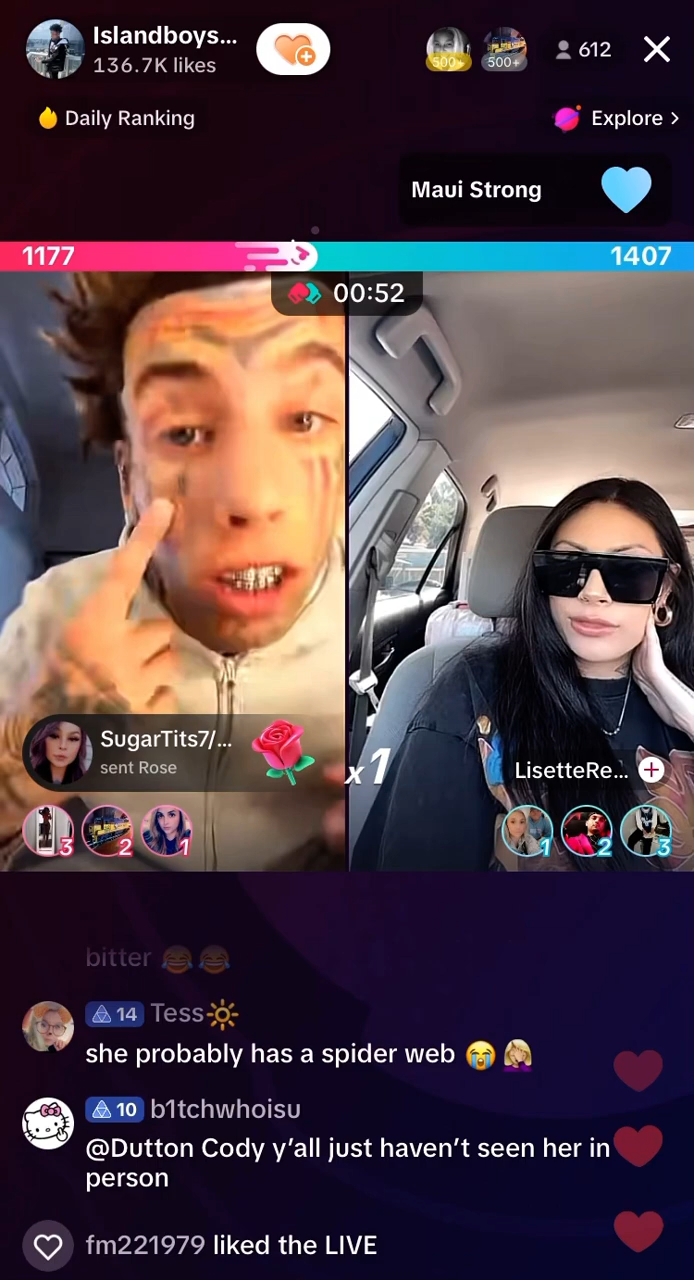 Islandboys...
136.7K likes
500+
500+
612
Daily Ranking
Explore >
Maui Strong
1177
1407
00:52
SugarTits7/...
sent Rose
x1
LisetteRe...
3
2
1
1
2
3
bitter 😂😂
14 Tess🔆
she probably has a spider web 😭🤦‍♀️
10 b1tchwhoisu
@Dutton Cody y’all just haven’t seen her in
person
fm221979 liked the LIVE